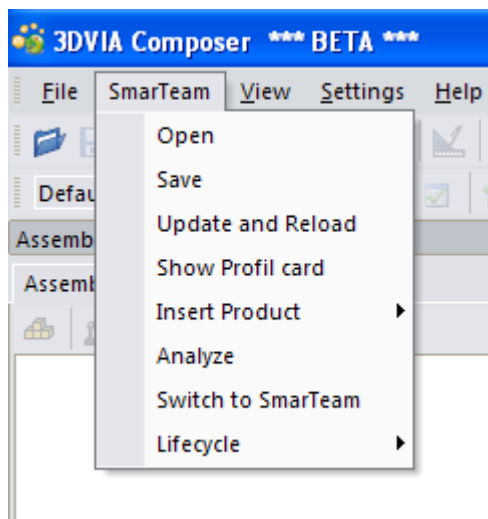 3DVIA Composer *** BETA ***
File SmarTeam View Settings Help
Open
Save
Update and Reload
Show Profil card
Insert Product
Analyze
Switch to SmarTeam
Lifecycle